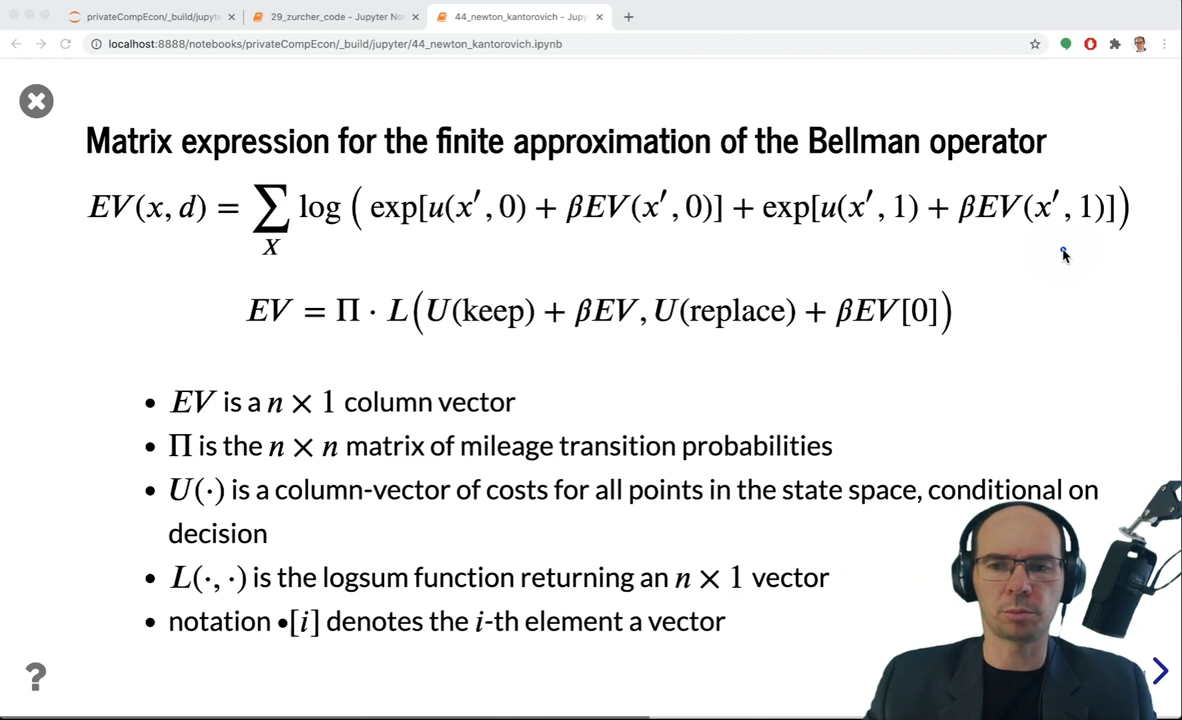 privateCompEcon/_build/jupyt
29_zurcher_code - Jupyter No
44_newton_kantorovich - Jupy
localhost:8888/notebooks/privateCompEcon/_build/jupyter/44_newton_kantorovich.ipynb
Matrix expression for the finite approximation of the Bellman operator
EV(x, d) = ∑ log ( exp[u(x′, 0) + βEV(x′, 0)] + exp[u(x′, 1) + βEV(x′, 1)])
X
EV = Π · L(U(keep) + βEV, U(replace) + βEV[0])
• EV is a n × 1 column vector
• Π is the n × n matrix of mileage transition probabilities
• U(·) is a column-vector of costs for all points in the state space, conditional on
decision
• L(·, ·) is the logsum function returning an n × 1 vector
• notation •[i] denotes the i-th element a vector
?